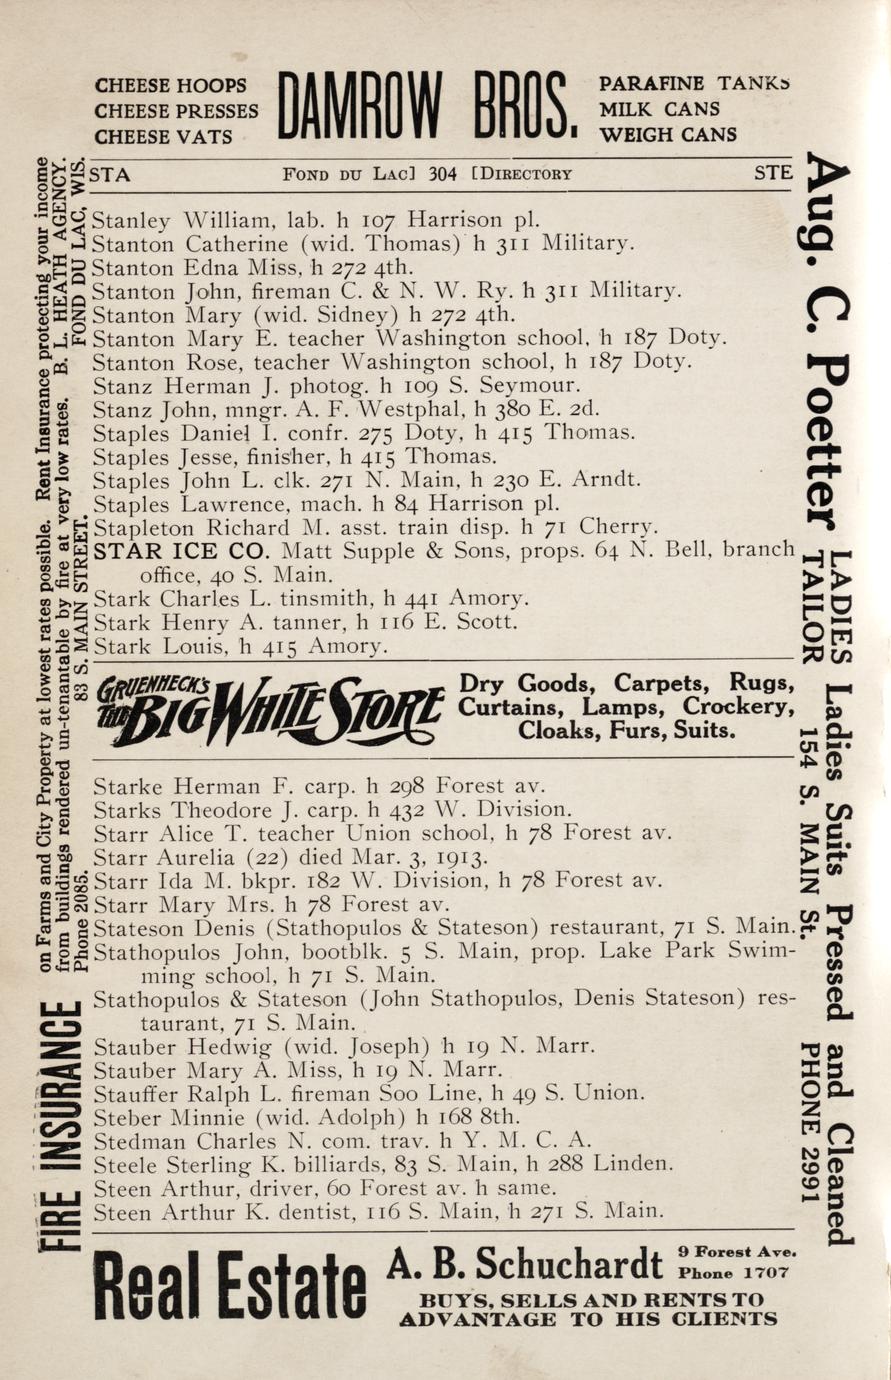 CHEESE HOOPS
CHEESE PRESSES
CHEESE VATS
DAMROW BROS.
PARAFINE TANKS
MILK CANS
WEIGH CANS
STA FOND DU LAC] 304 [DIRECTORY STE
Stanley William, lab. h 107 Harrison pl.
Stanton Catherine (wid. Thomas) h 311 Military.
Stanton Edna Miss, h 272 4th.
Stanton John, fireman C. & N. W. Ry. h 311 Military.
Stanton Mary (wid. Sidney) h 272 4th.
Stanton Mary E. teacher Washington school, h 187 Doty.
Stanton Rose, teacher Washington school, h 187 Doty.
Stanz Herman J. photog. h 109 S. Seymour.
Stanz John, mngr. A. F. Westphal, h 380 E. 2d.
Staples Daniel I. confr. 275 Doty, h 415 Thomas.
Staples Jesse, finisher, h 415 Thomas.
Staples John L. clk. 271 N. Main, h 230 E. Arndt.
Staples Lawrence, mach. h 84 Harrison pl.
Stapleton Richard M. asst. train disp. h 71 Cherry.
STAR ICE CO. Matt Supple & Sons, props. 64 N. Bell, branch
office, 40 S. Main.
Stark Charles L. tinsmith, h 441 Amory.
Stark Henry A. tanner, h 116 E. Scott.
Stark Louis, h 415 Amory.
GRUENHECK'S
THE BIG WHITE STORE
Dry Goods, Carpets, Rugs,
Curtains, Lamps, Crockery,
Cloaks, Furs, Suits.
Starke Herman F. carp. h 298 Forest av.
Starks Theodore J. carp. h 432 W. Division.
Starr Alice T. teacher Union school, h 78 Forest av.
Starr Aurelia (22) died Mar. 3, 1913.
Starr Ida M. bkpr. 182 W. Division, h 78 Forest av.
Starr Mary Mrs. h 78 Forest av.
Stateson Denis (Stathopulos & Stateson) restaurant, 71 S. Main.
Stathopulos John, bootblk. 5 S. Main, prop. Lake Park Swim-
ming school, h 71 S. Main.
Stathopulos & Stateson (John Stathopulos, Denis Stateson) res-
taurant, 71 S. Main.
Stauber Hedwig (wid. Joseph) h 19 N. Marr.
Stauber Mary A. Miss, h 19 N. Marr.
Stauffer Ralph L. fireman Soo Line, h 49 S. Union.
Steber Minnie (wid. Adolph) h 168 8th.
Stedman Charles N. com. trav. h Y. M. C. A.
Steele Sterling K. billiards, 83 S. Main, h 288 Linden.
Steen Arthur, driver, 60 Forest av. h same.
Steen Arthur K. dentist, 116 S. Main, h 271 S. Main.
Real Estate
A. B. Schuchardt
9 Forest Ave.
Phone 1707
BUYS, SELLS AND RENTS TO
ADVANTAGE TO HIS CLIENTS
FIRE INSURANCE
on Farms and City Property at lowest rates possible. Rent Insurance protecting your income
from buildings rendered un-tenantable by fire at very low rates. B. L. HEATH AGENCY.
Phone 2085. 83 S. MAIN STREET. FOND DU LAC, WIS.
Aug. C. Poetter
LADIES
TAILOR
Ladies Suits Pressed and Cleaned
154 S. MAIN St. PHONE 2991